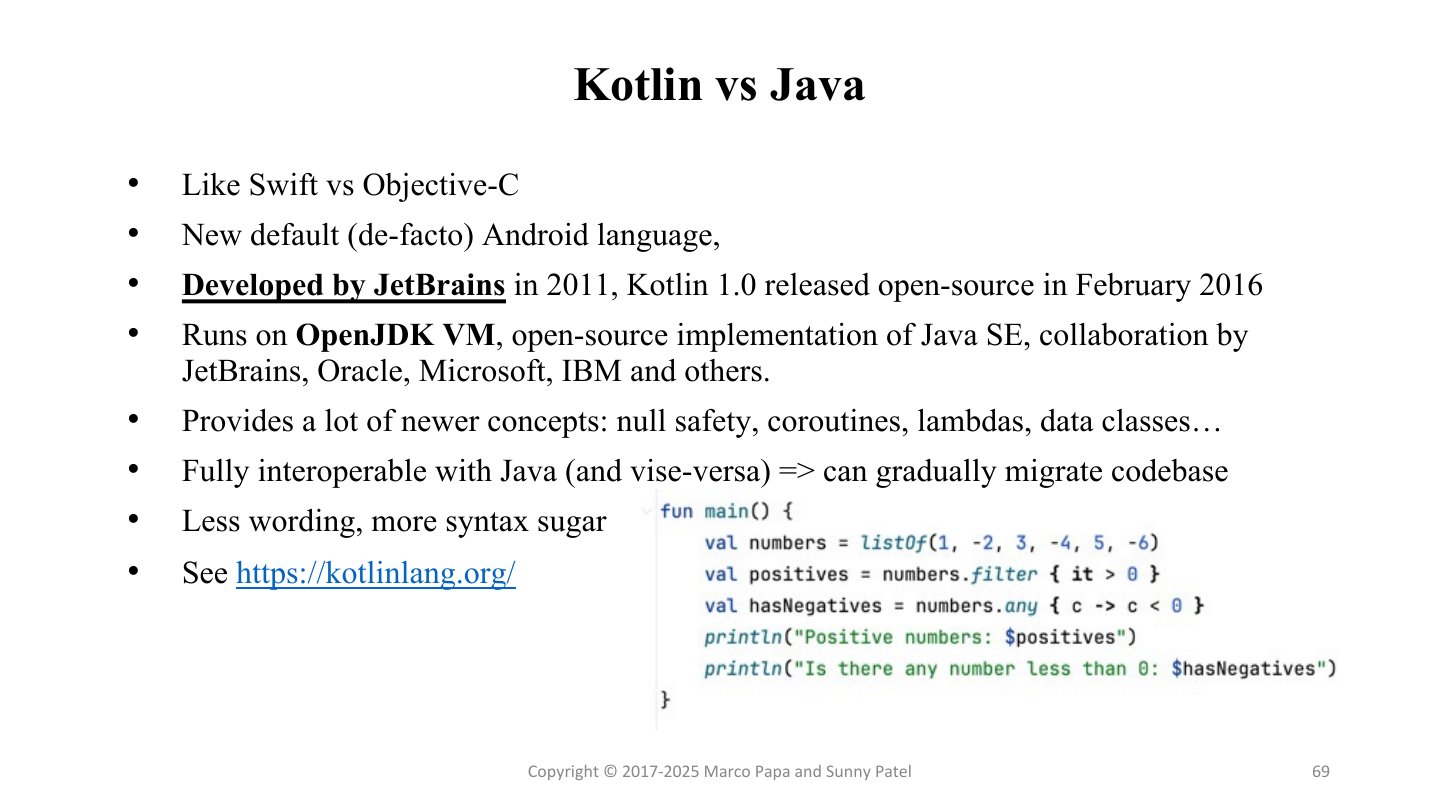 Kotlin vs Java
• Like Swift vs Objective-C
• New default (de-facto) Android language,
• Developed by JetBrains in 2011, Kotlin 1.0 released open-source in February 2016
• Runs on OpenJDK VM, open-source implementation of Java SE, collaboration by
JetBrains, Oracle, Microsoft, IBM and others.
• Provides a lot of newer concepts: null safety, coroutines, lambdas, data classes…
• Fully interoperable with Java (and vise-versa) => can gradually migrate codebase
• Less wording, more syntax sugar
• See https://kotlinlang.org/
fun main() {
    val numbers = listOf(1, -2, 3, -4, 5, -6)
    val positives = numbers.filter { it > 0 }
    val hasNegatives = numbers.any { c -> c < 0 }
    println("Positive numbers: $positives")
    println("Is there any number less than 0: $hasNegatives")
}
Copyright © 2017-2025 Marco Papa and Sunny Patel
69